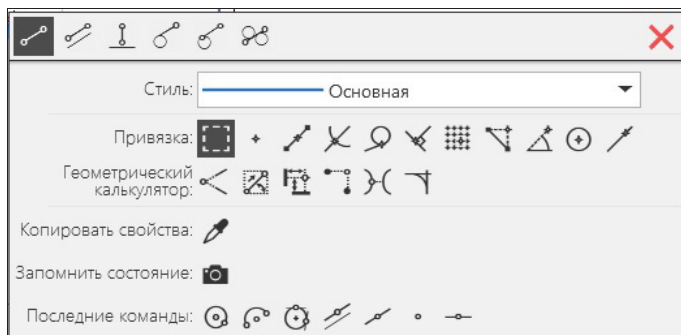 Стиль: Основная
Привязка:
Геометрический
калькулятор:
Копировать свойства:
Запомнить состояние:
Последние команды: